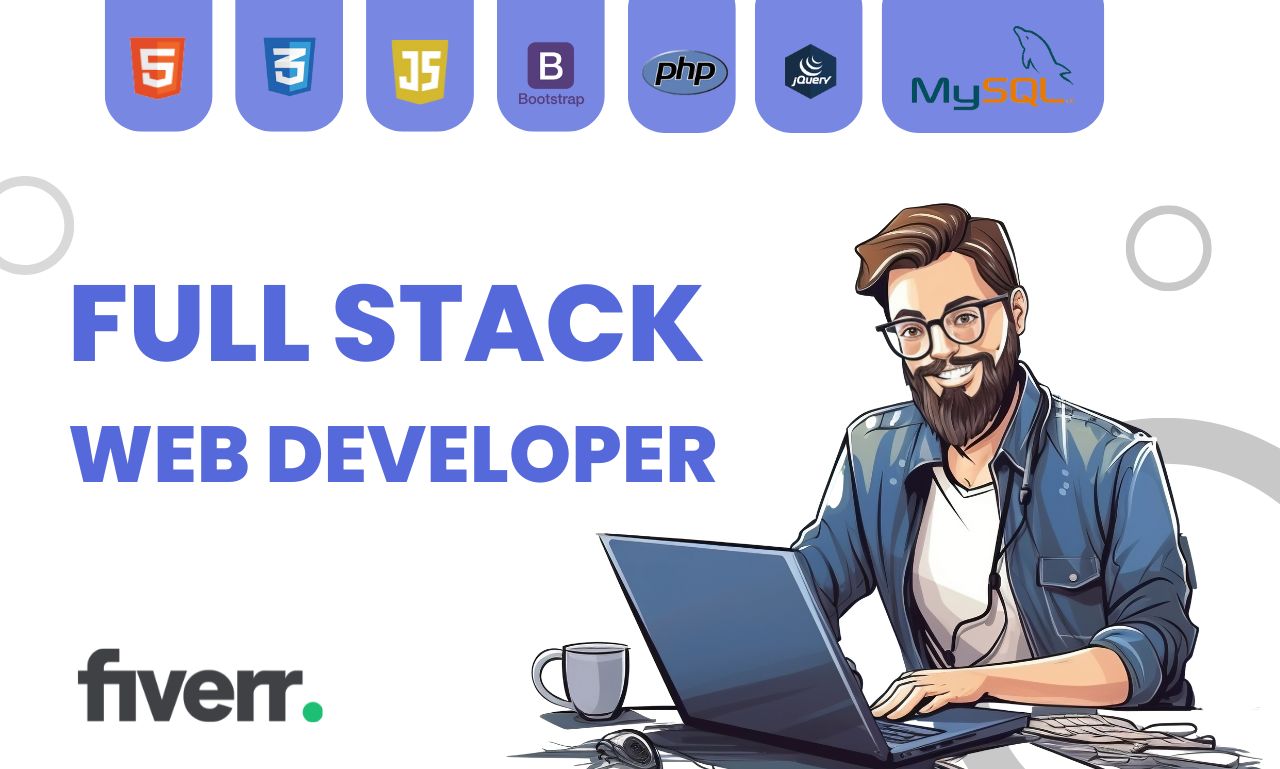 5
3
JS
B
Bootstrap
php
jQuery
MySQL
FULL STACK
WEB DEVELOPER
fiverr.